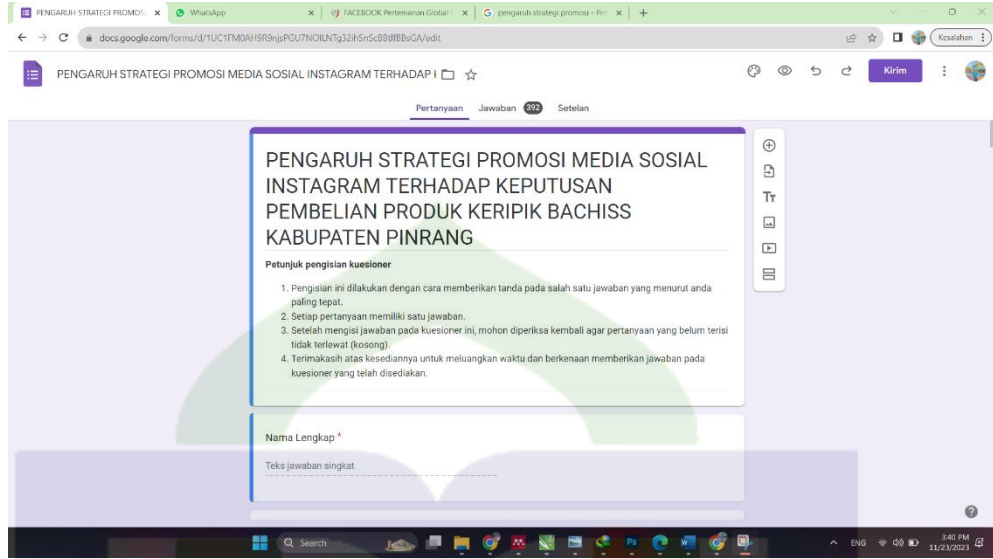 PENGARUH STRATEGI PROMOS
WhatsApp
FACEBOOK Pertemanan Global
pengaruh strategi promosi - Pen
docs.google.com/forms/d/
/edit
Kesalahan
PENGARUH STRATEGI PROMOSI MEDIA SOSIAL INSTAGRAM TERHADAP
Kirim
Pertanyaan Jawaban 392 Setelan
PENGARUH STRATEGI PROMOSI MEDIA SOSIAL
INSTAGRAM TERHADAP KEPUTUSAN
PEMBELIAN PRODUK KERIPIK BACHISS
KABUPATEN PINRANG
Petunjuk pengisian kuesioner
1. Pengisian ini dilakukan dengan cara memberikan tanda pada salah satu jawaban yang menurut anda
paling tepat.
2. Setiap pertanyaan memiliki satu jawaban.
3. Setelah mengisi jawaban pada kuesioner ini, mohon diperiksa kembali agar pertanyaan yang belum terisi
tidak terlewat (kosong).
4. Terimakasih atas kesediannya untuk meluangkan waktu dan berkenaan memberikan jawaban pada
kuesioner yang telah disediakan.
Nama Lengkap *
Teks jawaban singkat
Search
ENG
3:40 PM
11/23/2023